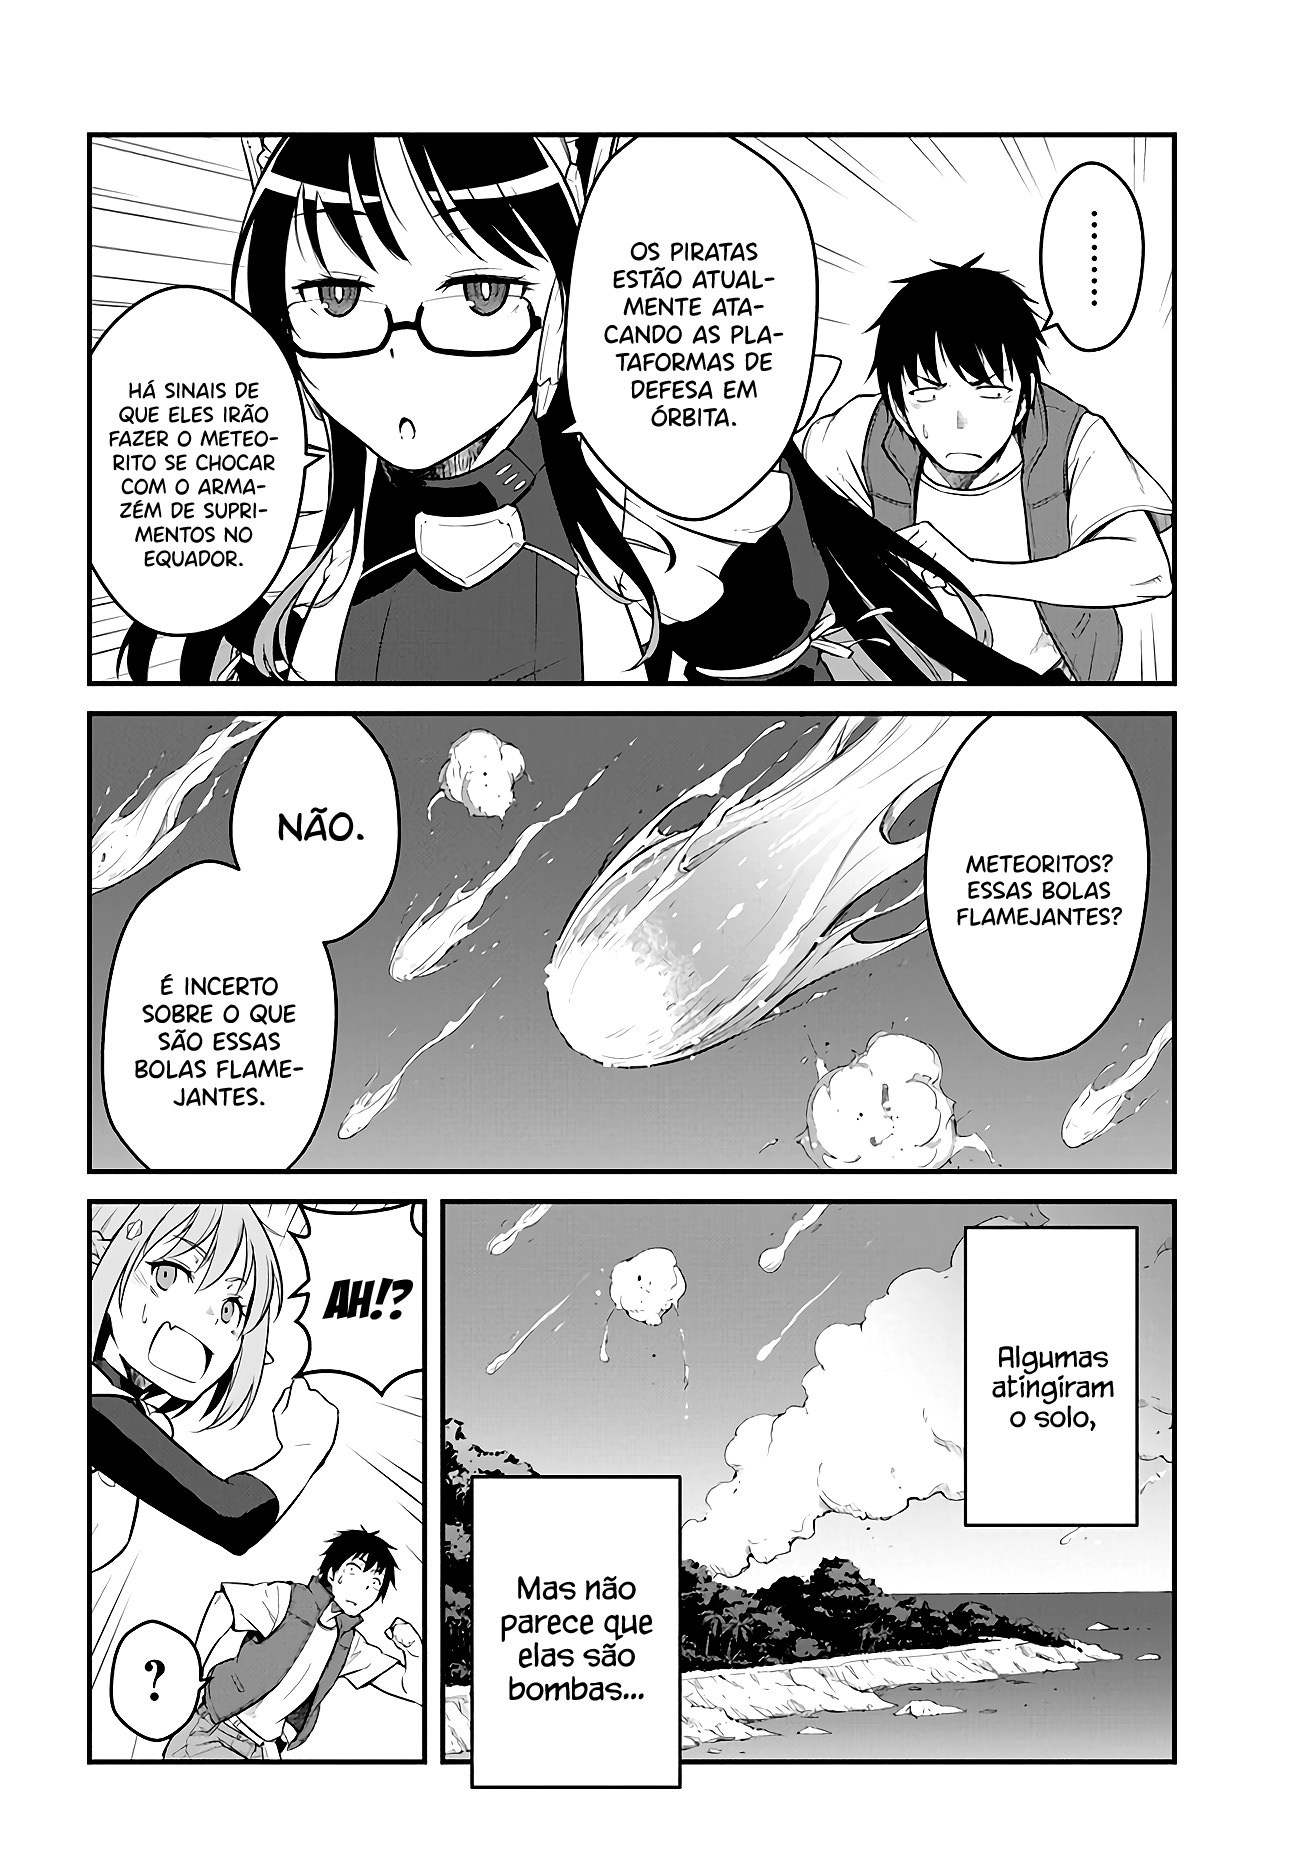 .........
OS PIRATAS
ESTÃO ATUAL-
MENTE ATA-
CANDO AS PLA-
TAFORMAS DE
DEFESA EM
ÓRBITA.
HÁ SINAIS DE
QUE ELES IRÃO
FAZER O METEO-
RITO SE CHOCAR
COM O ARMA-
ZÉM DE SUPRI-
MENTOS NO
EQUADOR.
METEORITOS?
ESSAS BOLAS
FLAMEJANTES?
NÃO.
É INCERTO
SOBRE O QUE
SÃO ESSAS
BOLAS FLAME-
JANTES.
Algumas
atingiram
o solo,
Mas não
parece que
elas são
bombas...
AH!?
?